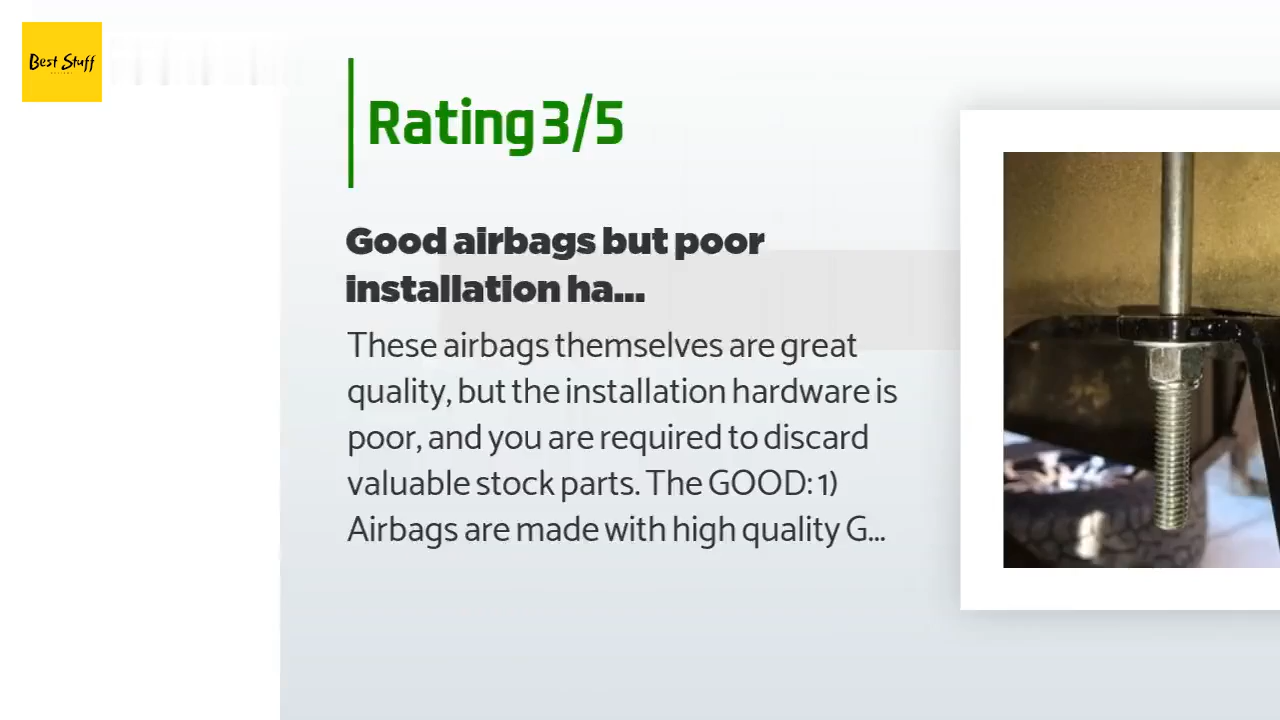 Best Stuff
Rating 3/5
Good airbags but poor
installation ha...
These airbags themselves are great
quality, but the installation hardware is
poor, and you are required to discard
valuable stock parts. The GOOD: 1)
Airbags are made with high quality G...